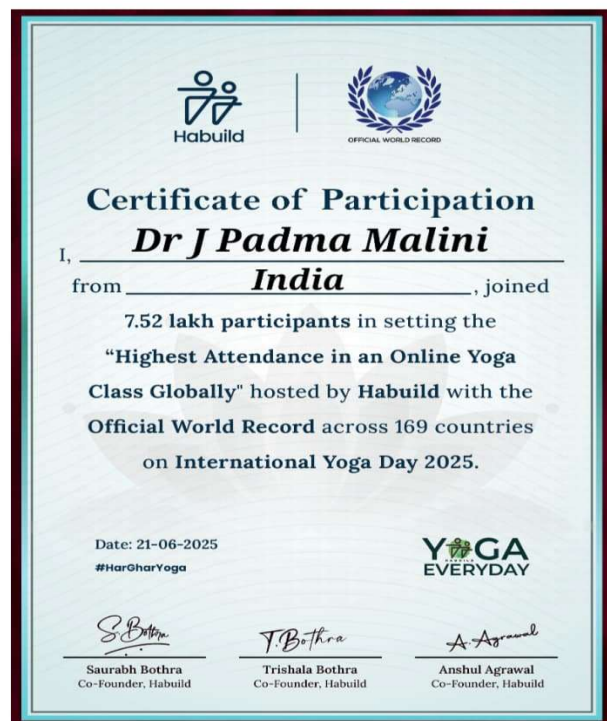 Habuild
OFFICIAL WORLD RECORD
Certificate of Participation
I, Dr J Padma Malini
from India, joined
7.52 lakh participants in setting the
“Highest Attendance in an Online Yoga
Class Globally" hosted by Habuild with the
Official World Record across 169 countries
on International Yoga Day 2025.
Date: 21-06-2025
#HarGharYoga
YOGA
HABUILD
EVERYDAY
S.Bothra
T.Bothra
A.Agrawal
Saurabh Bothra
Trishala Bothra
Anshul Agrawal
Co-Founder, Habuild
Co-Founder, Habuild
Co-Founder, Habuild